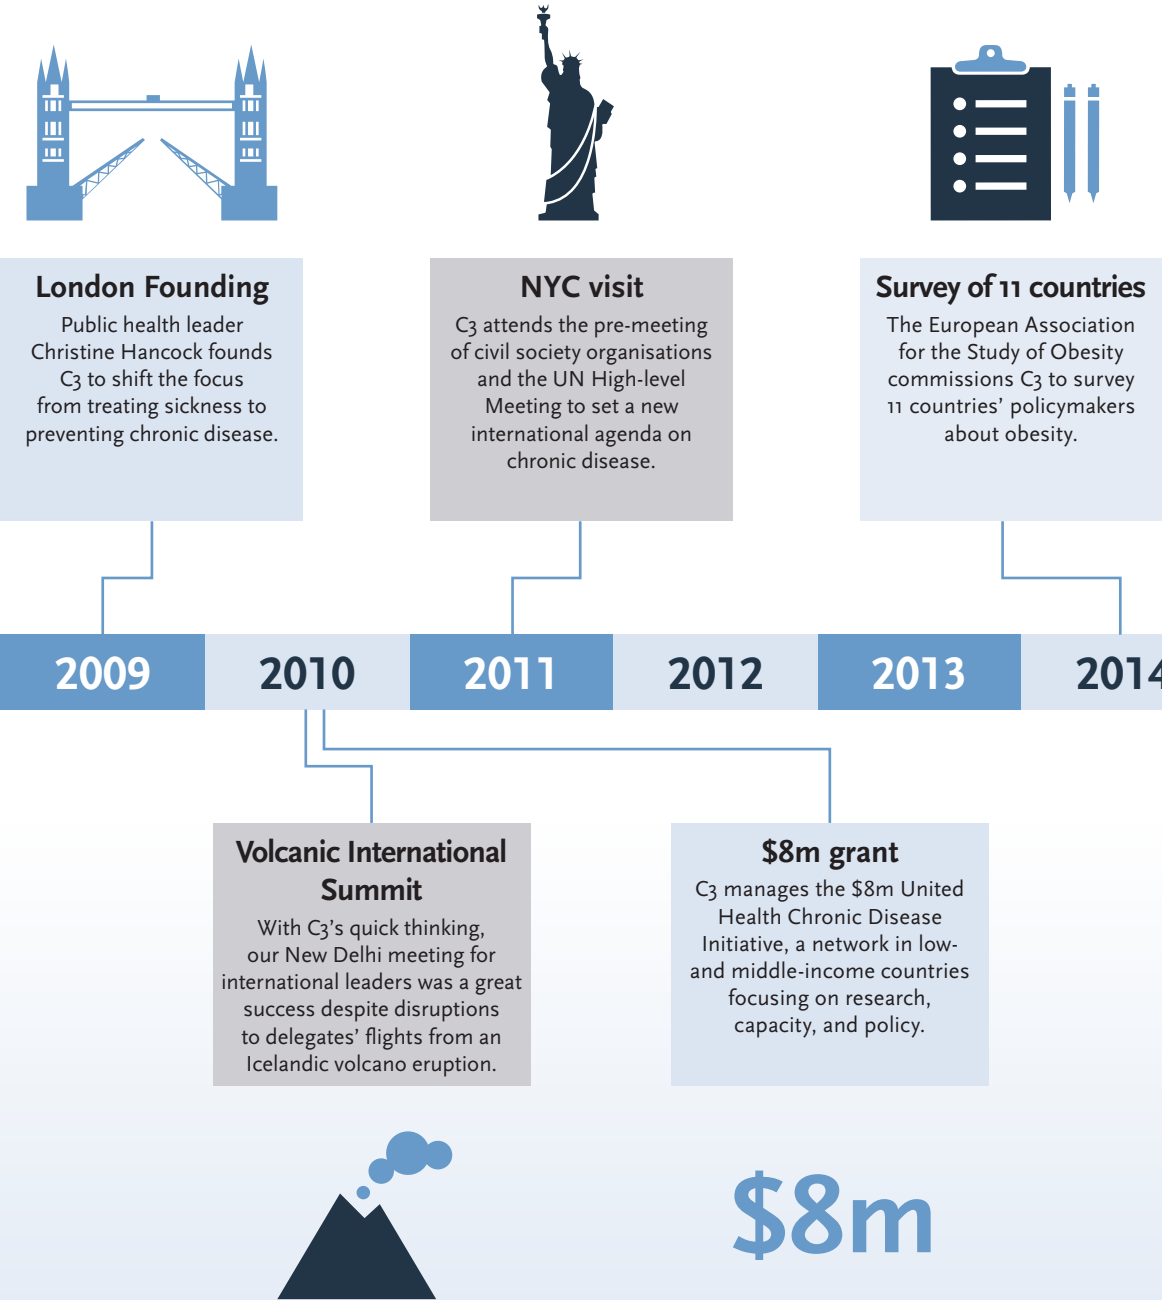 London Founding
Public health leader
Christine Hancock founds
C3 to shift the focus
from treating sickness to
preventing chronic disease.
NYC visit
C3 attends the pre-meeting
of civil society organisations
and the UN High-level
Meeting to set a new
international agenda on
chronic disease.
Survey of 11 countries
The European Association
for the Study of Obesity
commissions C3 to survey
11 countries’ policymakers
about obesity.
2009
2010
2011
2012
2013
2014
Volcanic International
Summit
With C3’s quick thinking,
our New Delhi meeting for
international leaders was a great
success despite disruptions
to delegates’ flights from an
Icelandic volcano eruption.
$8m grant
C3 manages the $8m United
Health Chronic Disease
Initiative, a network in low-
and middle-income countries
focusing on research,
capacity, and policy.
$8m